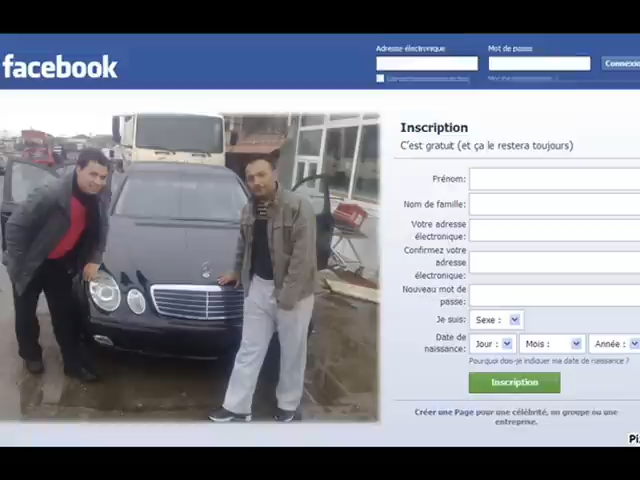 facebook
Adresse électronique
Mot de passe
Connexio
Inscription
C'est gratuit (et ça le restera toujours)
Prénom:
Nom de famille:
Votre adresse
électronique:
Confirmez votre
adresse
électronique:
Nouveau mot de
passe:
Je suis: Sexe :
Date de
naissance: Jour : Mois : Année :
Pourquoi dois-je indiquer ma date de naissance ?
Inscription
Créer une Page pour une célébrité, un groupe ou une
entreprise.
Pi